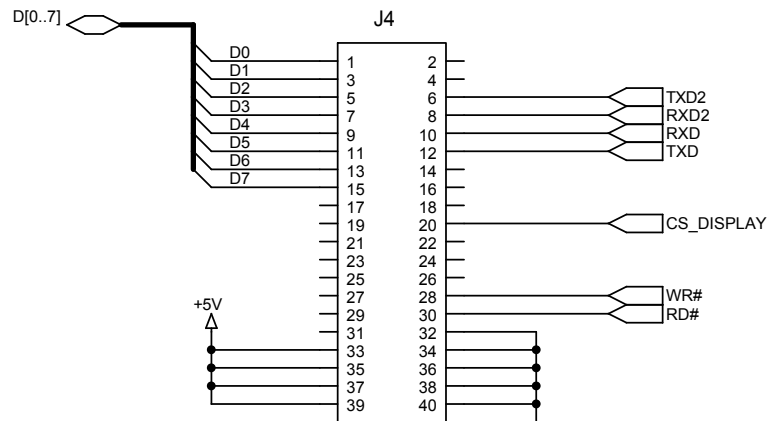 D[0..7]
J4
D0 1 2
D1 3 4
D2 5 6 TXD2
D3 7 8 RXD2
D4 9 10 RXD
D5 11 12 TXD
D6 13 14
D7 15 16
17 18
19 20 CS_DISPLAY
21 22
23 24
25 26
27 28 WR#
+5V
29 30 RD#
31 32
33 34
35 36
37 38
39 40